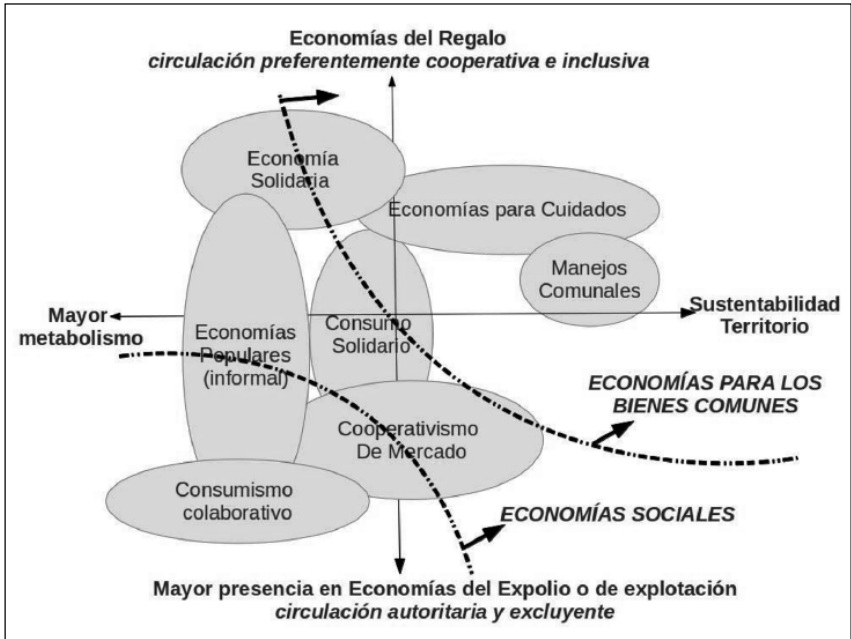 Economías del Regalo
circulación preferentemente cooperativa e inclusiva
Economía
Solidaria
Economías para Cuidados
Manejos
Comunales
Mayor
metabolismo
Sustentabilidad
Territorio
Economías
Populares
(informal)
Consumo
Solidario
ECONOMÍAS PARA LOS
BIENES COMUNES
Cooperativismo
De Mercado
Consumismo
colaborativo
ECONOMÍAS SOCIALES
Mayor presencia en Economías del Expolio o de explotación
circulación autoritaria y excluyente